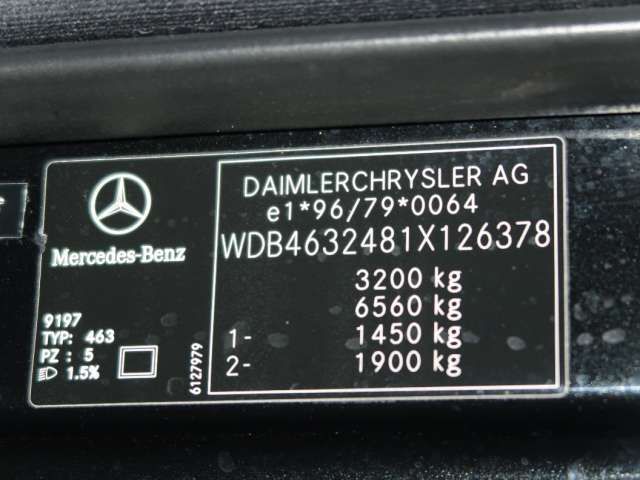 Mercedes-Benz
9197
TYP: 463
PZ : 5
1.5%
6127979
DAIMLERCHRYSLER AG
e1*96/79*0064
WDB4632481X126378
3200 kg
6560 kg
1- 1450 kg
2- 1900 kg